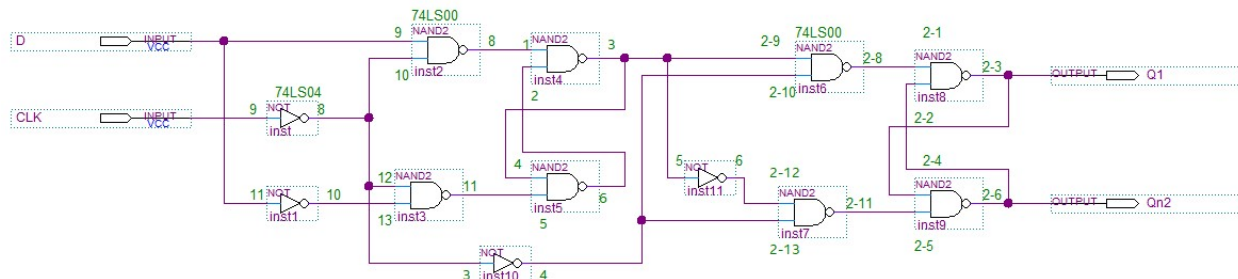 74LS00
D
INPUT
VCC
9
NAND2
8
10
inst2
1
NAND2
3
inst4
2
74LS00
2-9
NAND2
2-8
2-10
inst6
2-1
NAND2
2-3
inst8
2-2
OUTPUT
Q1
CLK
INPUT
VCC
74LS04
9
NOT
8
inst
11
NOT
10
inst1
12
NAND2
11
13
inst3
4
NAND2
6
inst5
5
5
NOT
6
inst11
2-12
NAND2
2-11
inst7
2-13
2-4
NAND2
2-6
inst9
2-5
OUTPUT
Qn2
NOT
3
inst10
4